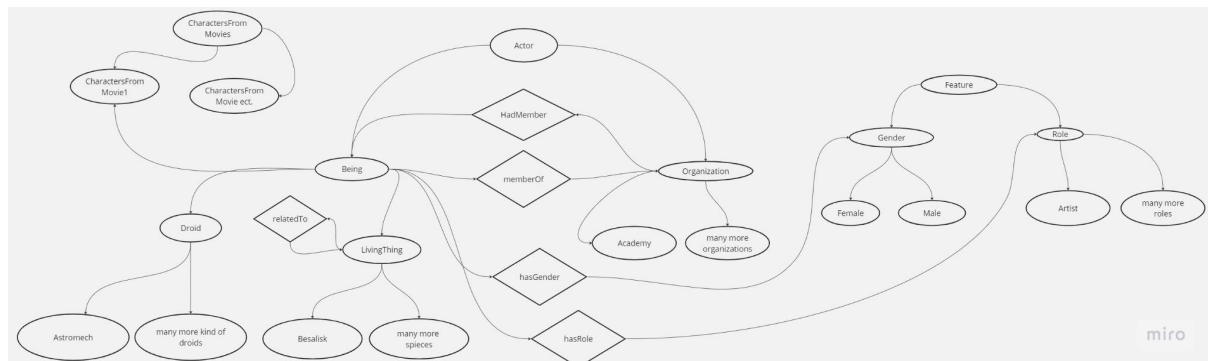 CharactersFrom
Movies
Actor
CharactersFrom
Movie1
CharactersFrom
Movie ect.
Feature
HadMember
Gender
Role
Being
memberOf
Organization
Droid
relatedTo
LivingThing
Female
Male
Artist
many more
roles
Academy
many more
organizations
hasGender
Astromech
many more kind of
droids
Besalisk
many more
spieces
hasRole
miro